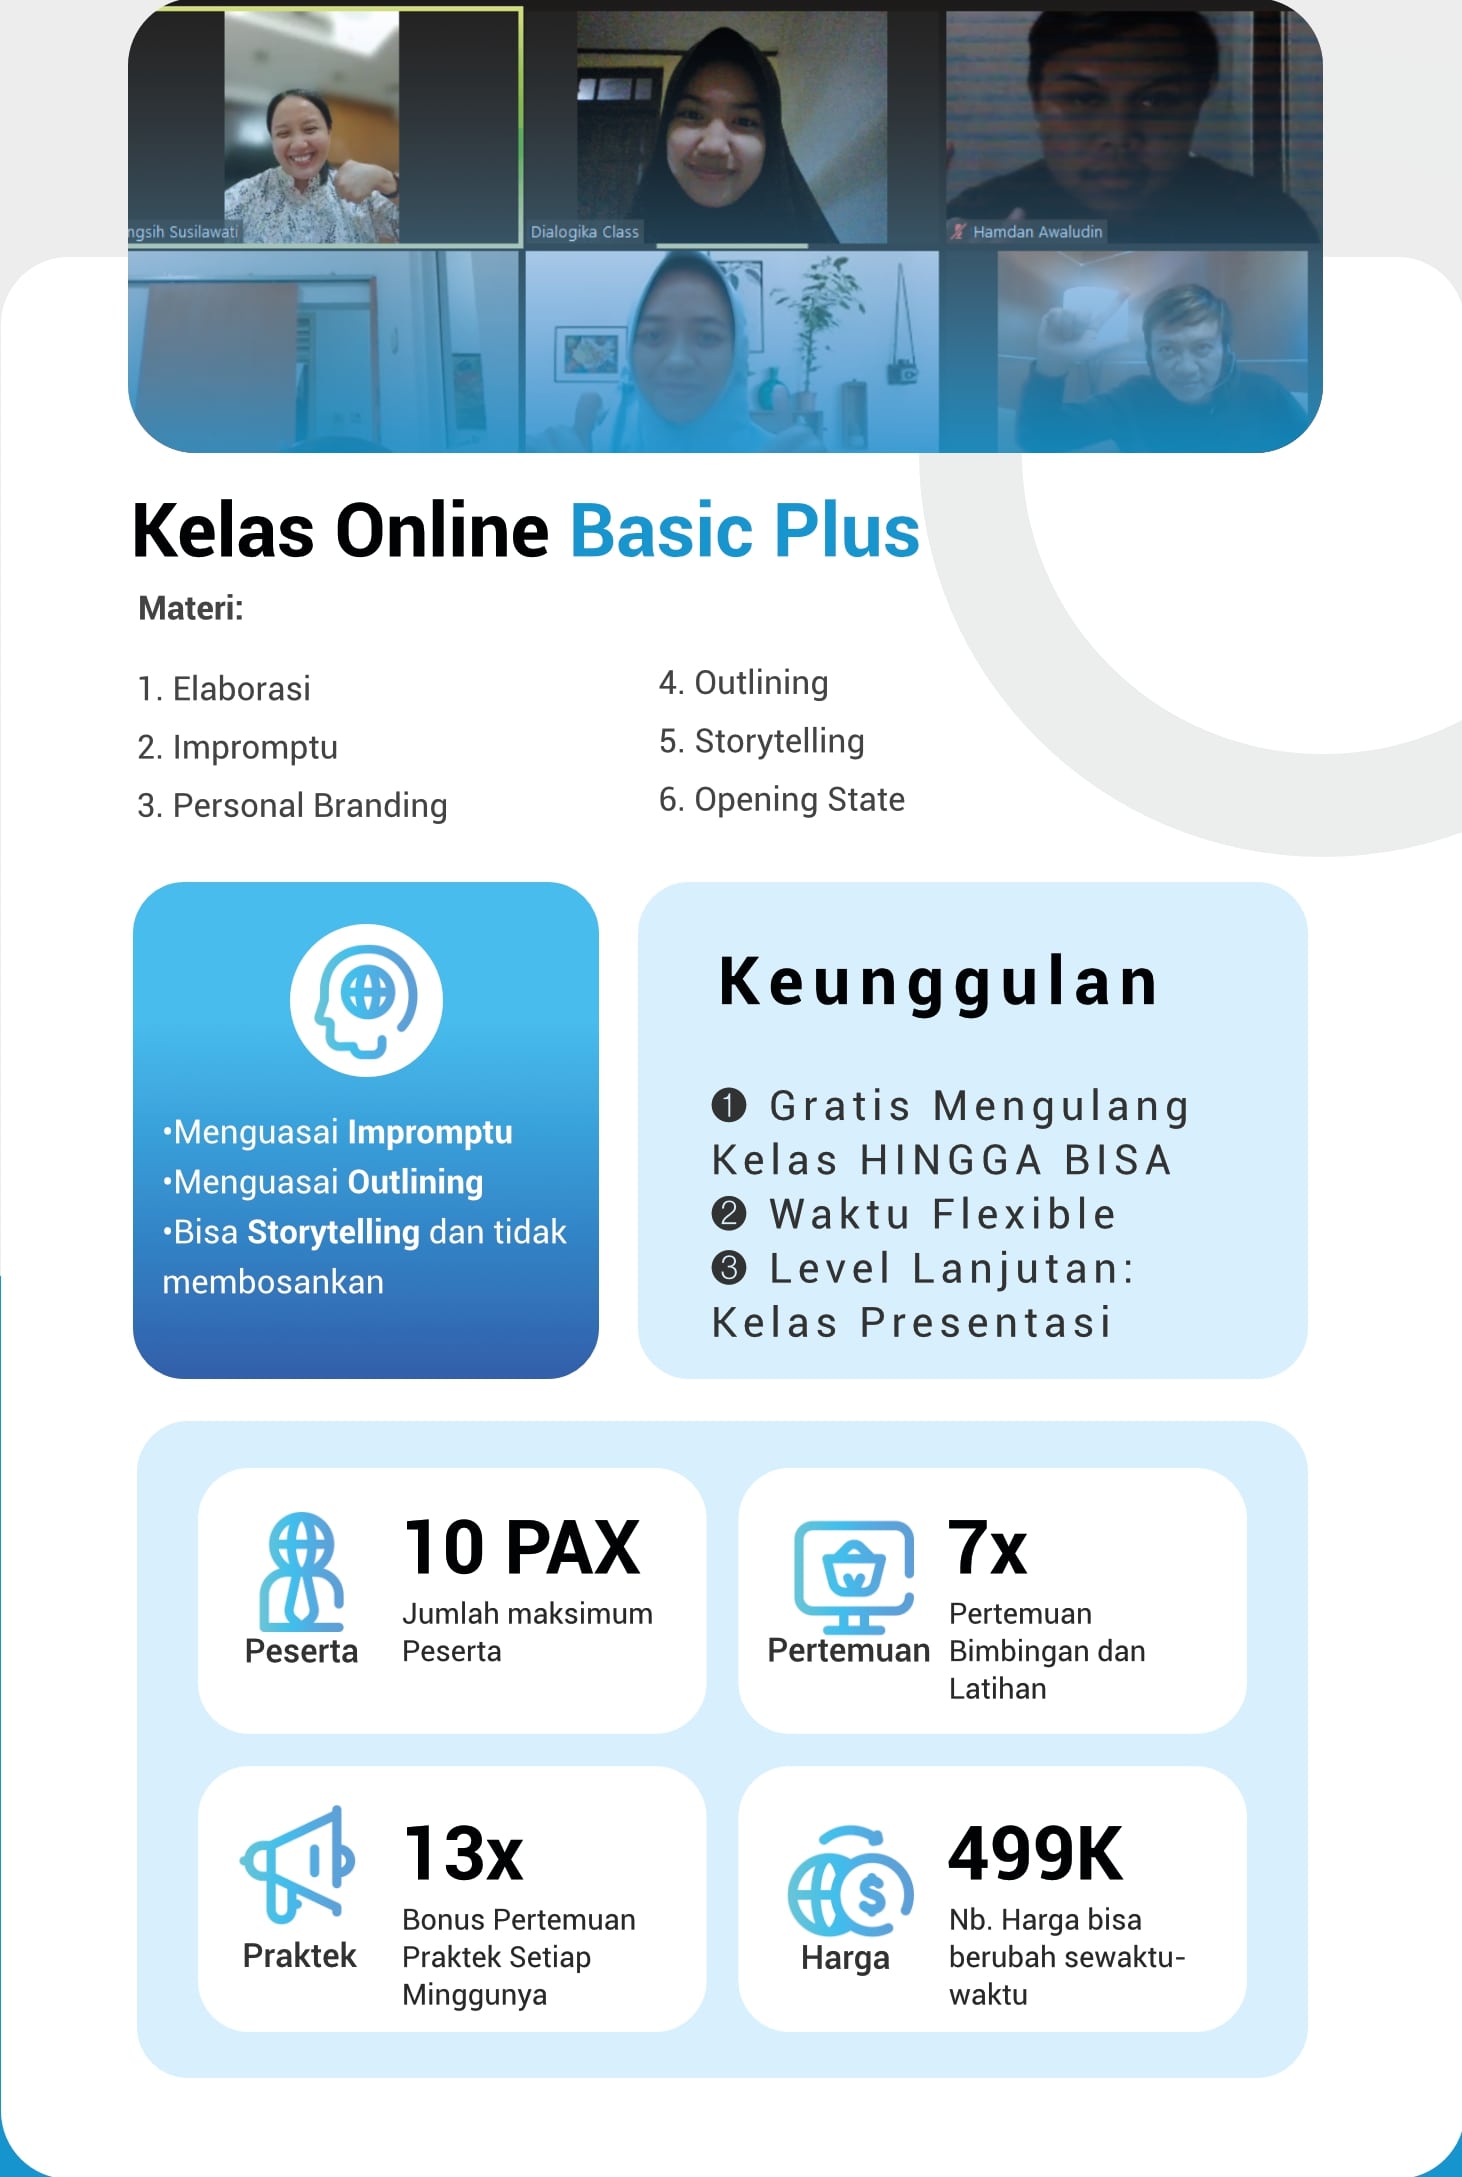 ngsih Susilawati
Dialogika Class
Hamdan Awaludin
Kelas Online Basic Plus
Materi:
1. Elaborasi
2. Impromptu
3. Personal Branding
4. Outlining
5. Storytelling
6. Opening State
•Menguasai Impromptu
•Menguasai Outlining
•Bisa Storytelling dan tidak
membosankan
Keunggulan
❶ Gratis Mengulang
Kelas HINGGA BISA
❷ Waktu Flexible
❸ Level Lanjutan:
Kelas Presentasi
Peserta
10 PAX
Jumlah maksimum
Peserta
Pertemuan
7x
Pertemuan
Bimbingan dan
Latihan
Praktek
13x
Bonus Pertemuan
Praktek Setiap
Minggunya
Harga
499K
Nb. Harga bisa
berubah sewaktu-
waktu